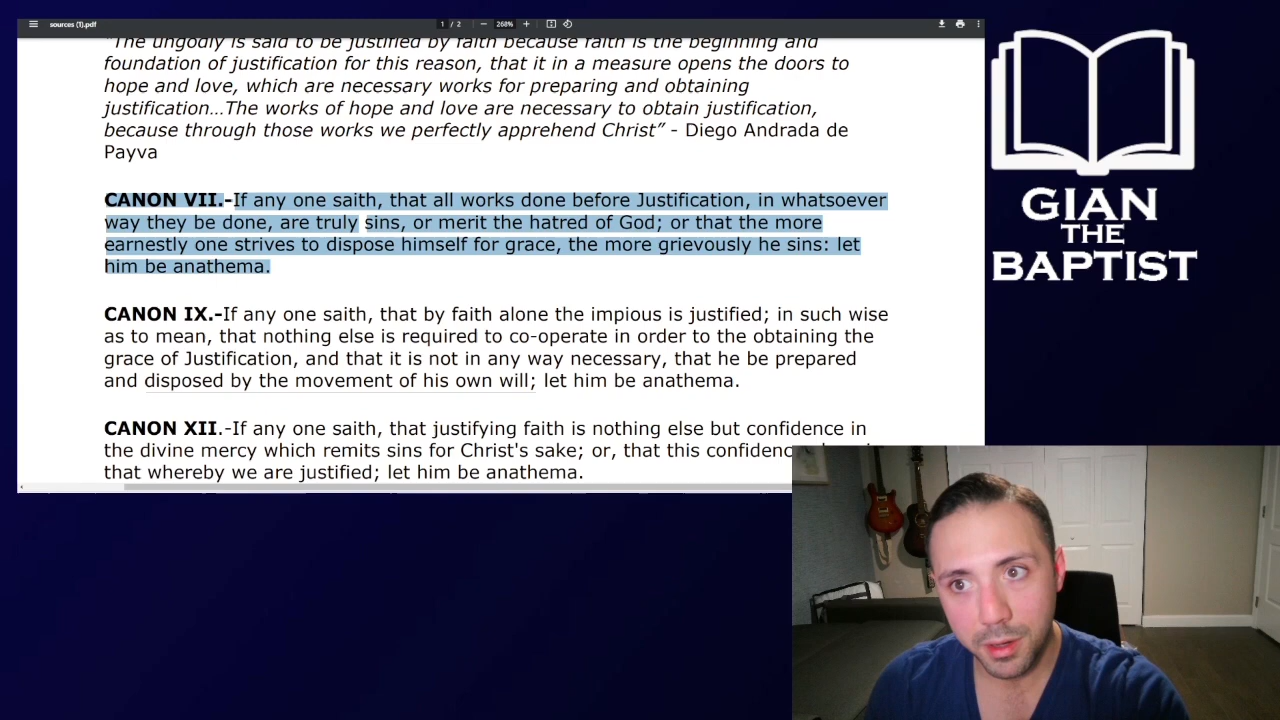 sources (1).pdf
1 / 2
268%
"The ungodly is said to be justified by faith because faith is the beginning and
foundation of justification for this reason, that it in a measure opens the doors to
hope and love, which are necessary works for preparing and obtaining
justification…The works of hope and love are necessary to obtain justification,
because through those works we perfectly apprehend Christ" - Diego Andrada de
Payva
CANON VII.-If any one saith, that all works done before Justification, in whatsoever
way they be done, are truly sins, or merit the hatred of God; or that the more
earnestly one strives to dispose himself for grace, the more grievously he sins: let
him be anathema.
CANON IX.-If any one saith, that by faith alone the impious is justified; in such wise
as to mean, that nothing else is required to co-operate in order to the obtaining the
grace of Justification, and that it is not in any way necessary, that he be prepared
and disposed by the movement of his own will; let him be anathema.
CANON XII.-If any one saith, that justifying faith is nothing else but confidence in
the divine mercy which remits sins for Christ's sake; or, that this confidence
that whereby we are justified; let him be anathema.
GIAN
THE
BAPTIST